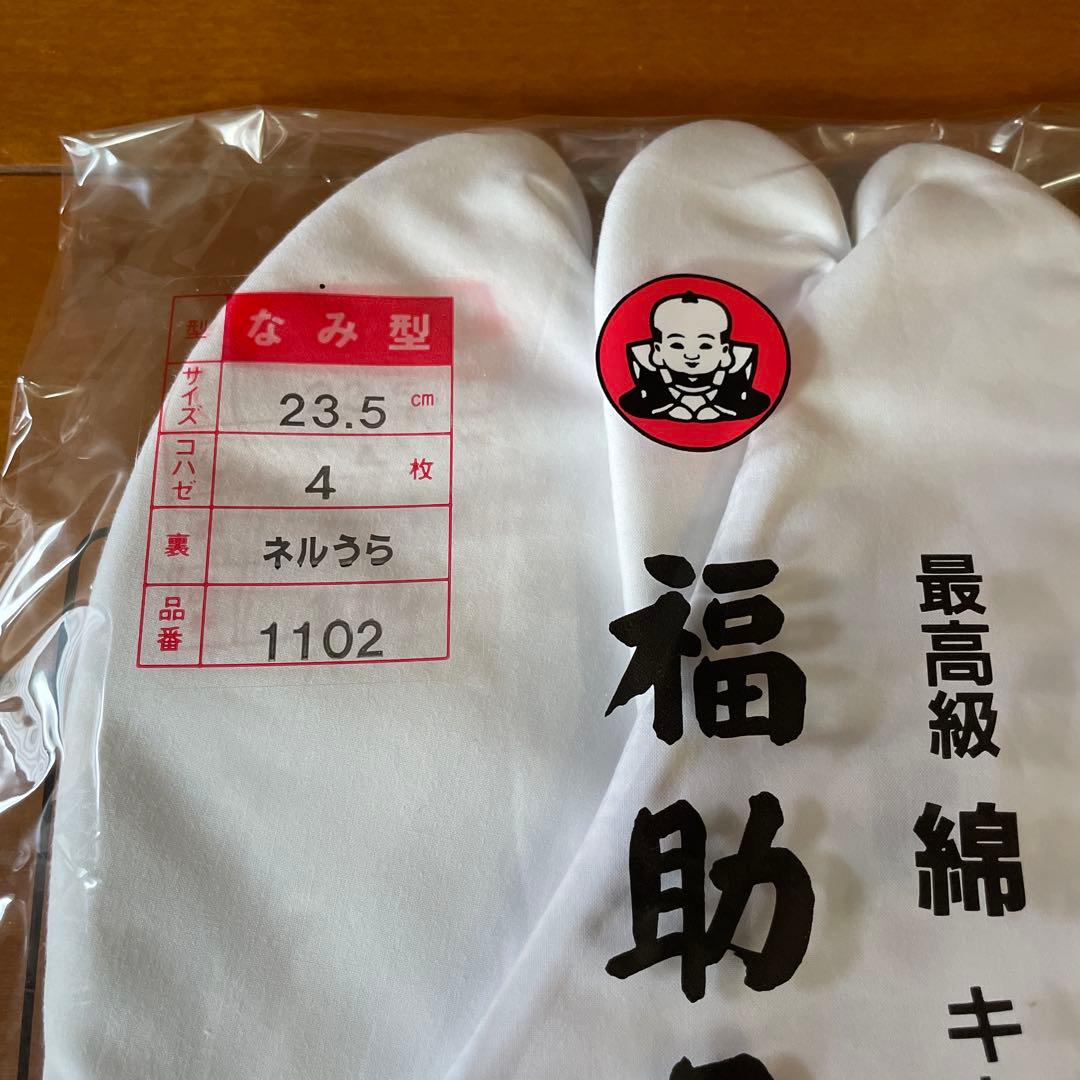 型 なみ型
サイズ 23.5 cm
コハゼ 4 枚
裏 ネルうら
品番 1102
最高級 綿 キ
福助